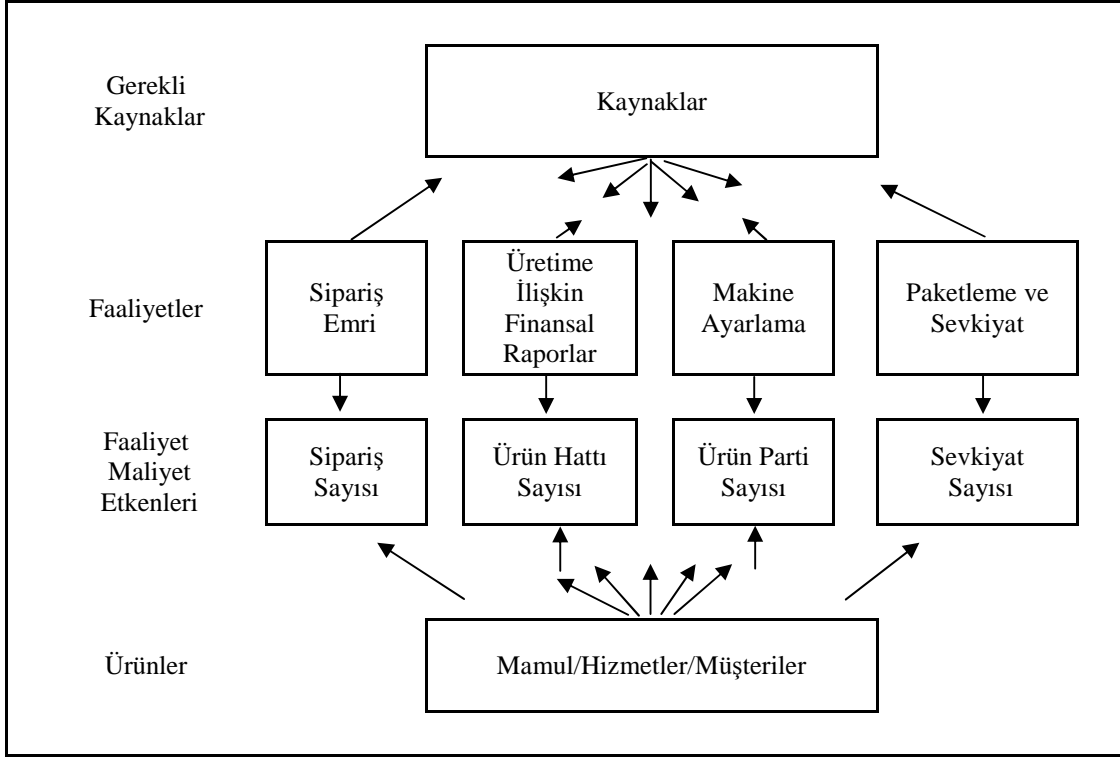 Gerekli
Kaynaklar
Kaynaklar
Faaliyetler
Sipariş
Emri
Üretime
İlişkin
Finansal
Raporlar
Makine
Ayarlama
Paketleme ve
Sevkiyat
Faaliyet
Maliyet
Etkenleri
Sipariş
Sayısı
Ürün Hattı
Sayısı
Ürün Parti
Sayısı
Sevkiyat
Sayısı
Ürünler
Mamul/Hizmetler/Müşteriler